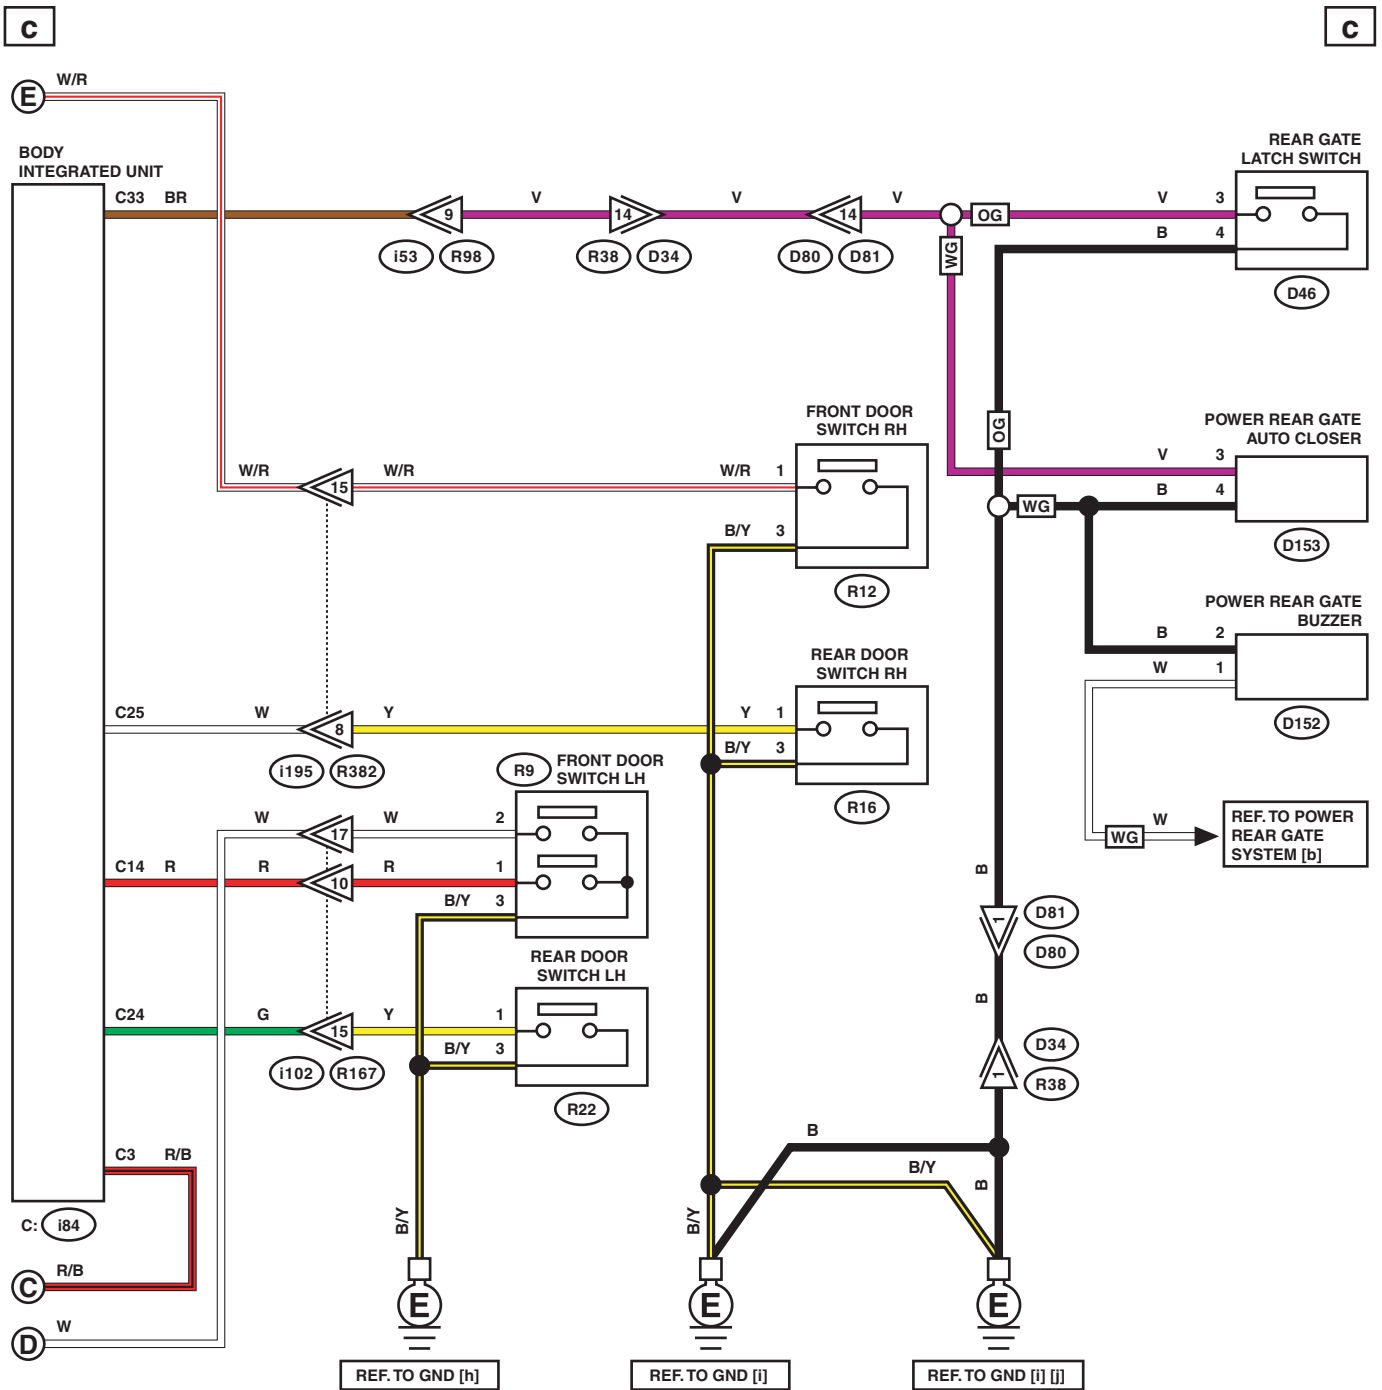 c c
E W/R
BODY
INTEGRATED UNIT
REAR GATE
LATCH SWITCH
C33 BR 9 V 14 V 14 V OG V 3
i53 R98 R38 D34 D80 D81 WG B 4
D46
FRONT DOOR
SWITCH RH
OG
POWER REAR GATE
AUTO CLOSER
V 3
W/R 15 W/R W/R 1
WG B 4
B/Y 3
D153
R12
POWER REAR GATE
BUZZER
B 2
W 1
REAR DOOR
SWITCH RH
C25 W 8 Y Y 1
D152
B/Y 3
i195 R382
R9 FRONT DOOR
SWITCH LH
R16
W 17 W 2
WG W
REF. TO POWER
REAR GATE
SYSTEM [b]
C14 R R 10 R 1
B
B/Y 3
1 D81
D80
REAR DOOR
SWITCH LH
B
C24 G 15 Y 1
B/Y 3
D34
1 R38
i102 R167
R22
B
C3 R/B
B/Y
B
C: i84
B/Y
B/Y
C R/B
E E E
D W
REF. TO GND [h] REF. TO GND [i] REF. TO GND [i] [j]